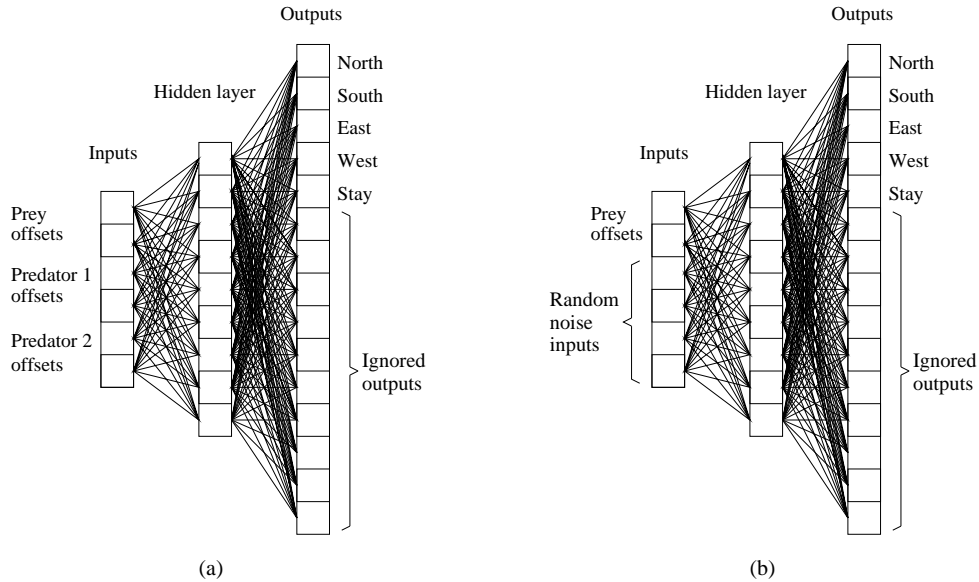 Outputs
North
Hidden layer
South
East
Inputs
West
Stay
Prey
offsets
Predator 1
offsets
Predator 2
offsets
Ignored
outputs
(a)
Outputs
North
Hidden layer
South
East
Inputs
West
Stay
Prey
offsets
Random
noise
inputs
Ignored
outputs
(b)